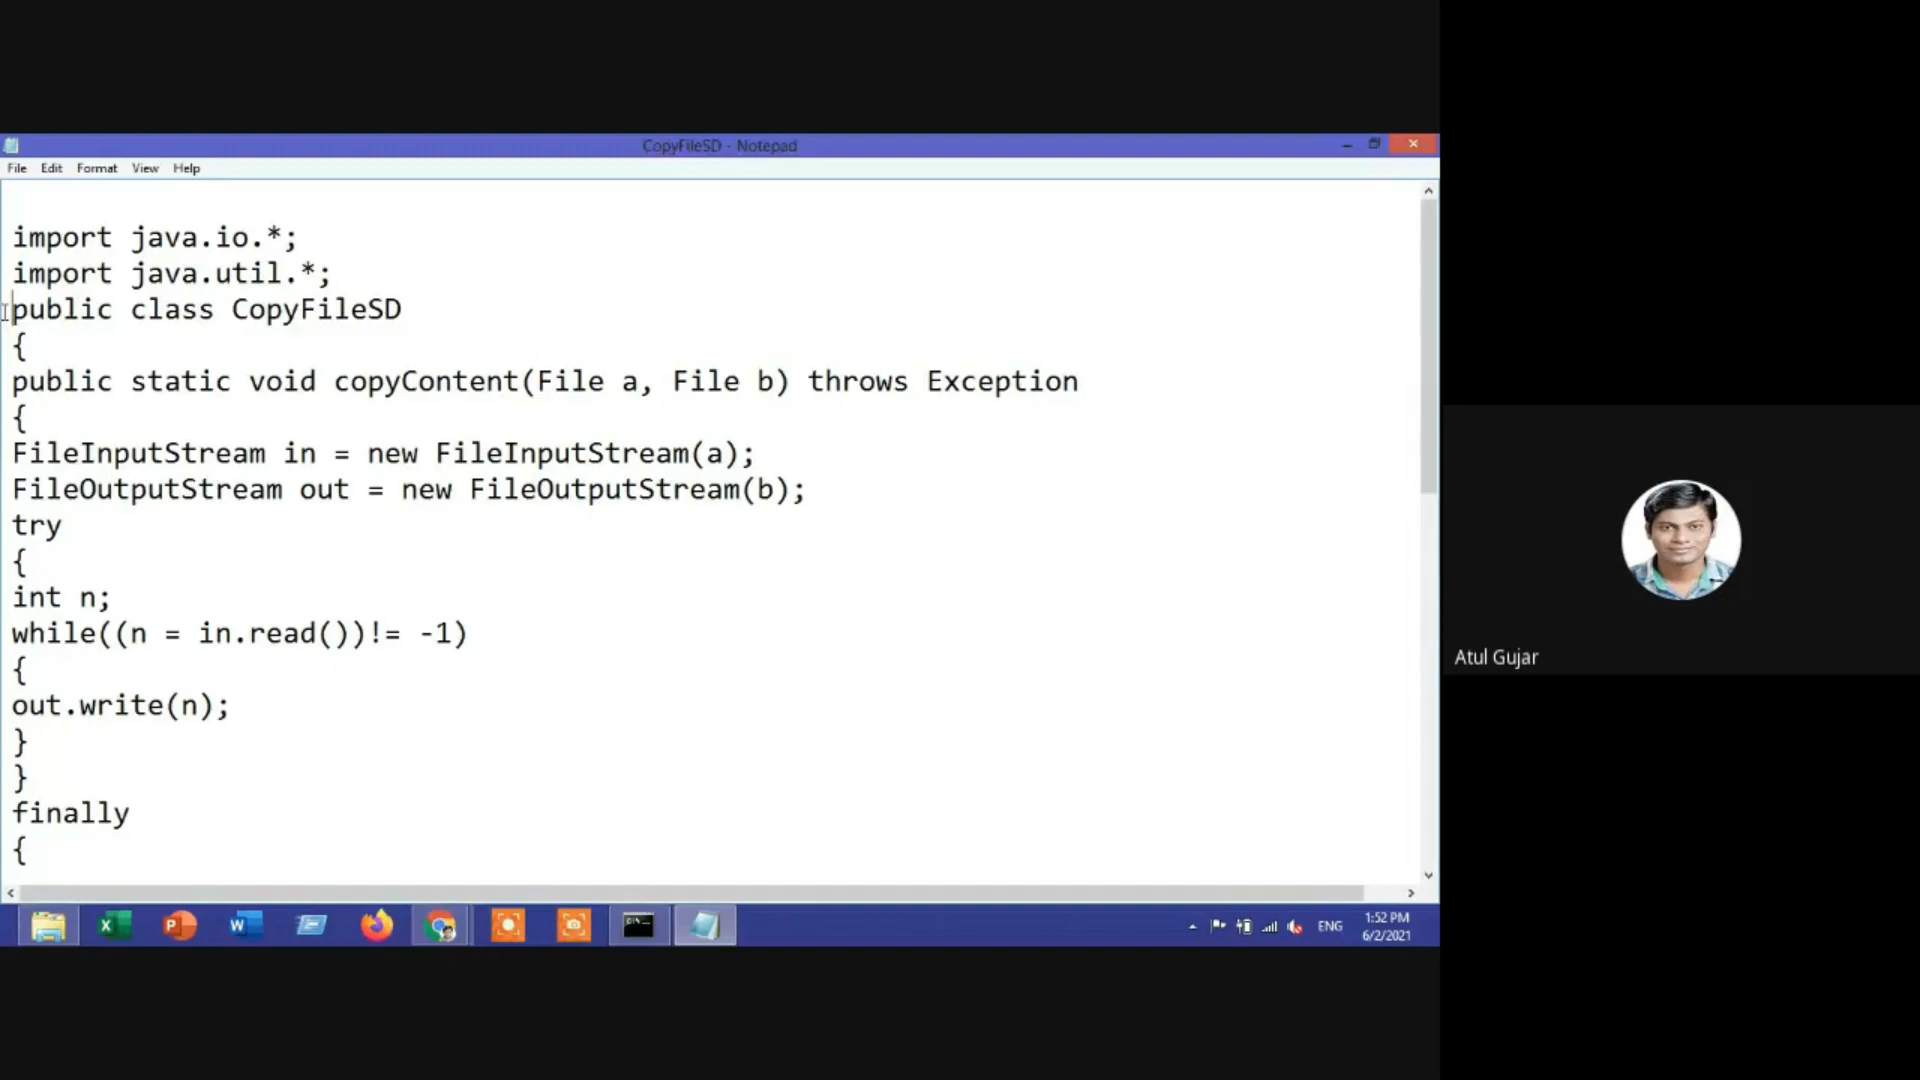 CopyFileSD - Notepad
File Edit Format View Help
import java.io.*;
import java.util.*;
public class CopyFileSD
{
public static void copyContent(File a, File b) throws Exception
{
FileInputStream in = new FileInputStream(a);
FileOutputStream out = new FileOutputStream(b);
try
{
int n;
while((n = in.read())!= -1)
{
out.write(n);
}
}
finally
{
ENG
1:52 PM
6/2/2021
Atul Gujar